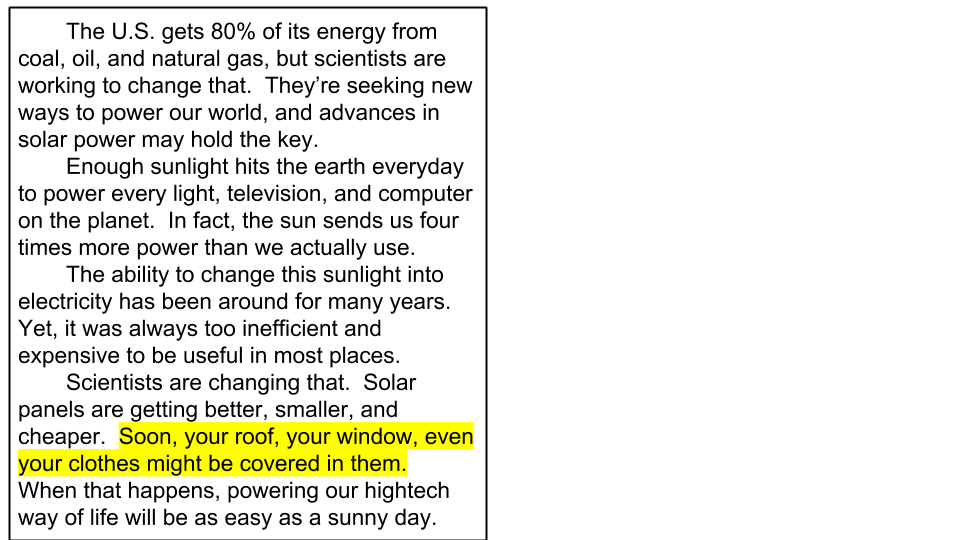 The U.S. gets 80% of its energy from
coal, oil, and natural gas, but scientists are
working to change that.  They’re seeking new
ways to power our world, and advances in
solar power may hold the key.
Enough sunlight hits the earth everyday
to power every light, television, and computer
on the planet.  In fact, the sun sends us four
times more power than we actually use.
The ability to change this sunlight into
electricity has been around for many years.
Yet, it was always too inefficient and
expensive to be useful in most places.
Scientists are changing that.  Solar
panels are getting better, smaller, and
cheaper.  Soon, your roof, your window, even
your clothes might be covered in them.
When that happens, powering our hightech
way of life will be as easy as a sunny day.